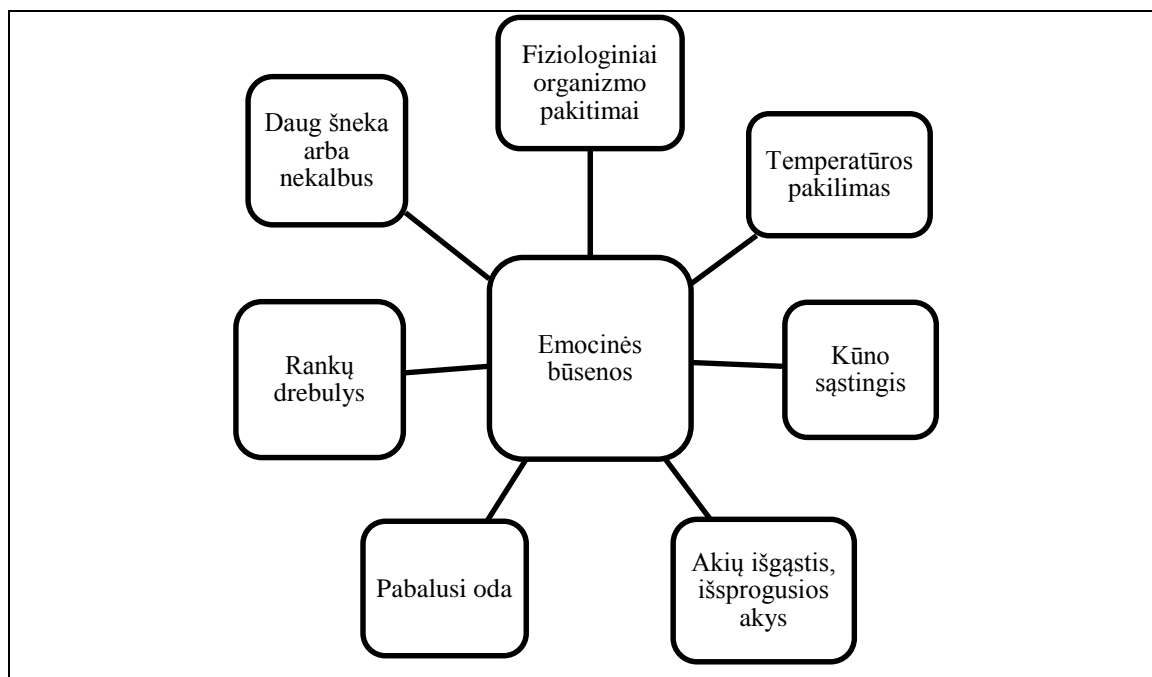 Fiziologiniai
organizmo
pakitimai
Daug šneka
arba
nekalbus
Temperatūros
pakilimas
Emocinės
būsenos
Rankų
drebulys
Kūno
sąstingis
Pabalusi oda
Akių išgąstis,
išsprogusios
akys